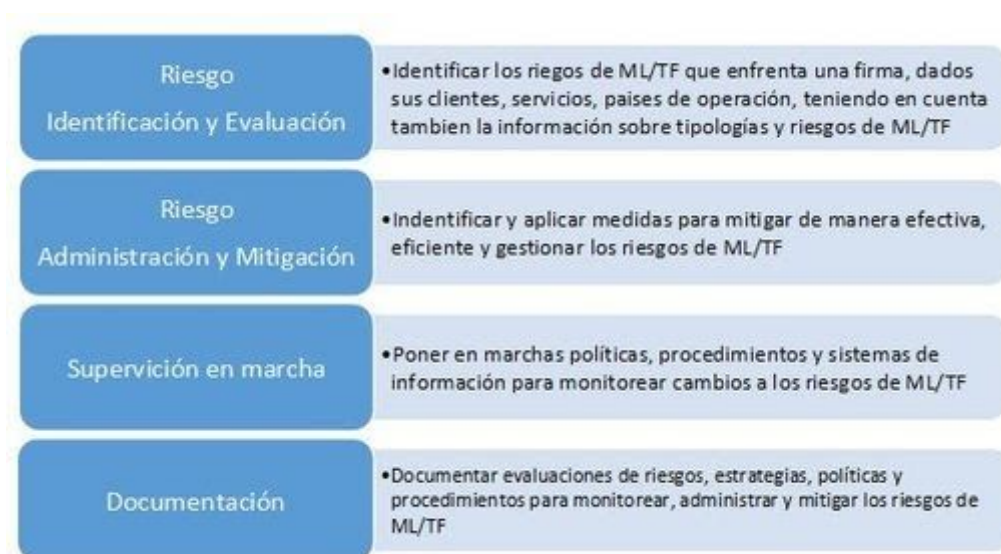 Riesgo
Identificación y Evaluación
•Identificar los riegos de ML/TF que enfrenta una firma, dados
sus clientes, servicios, paises de operación, teniendo en cuenta
tambien la información sobre tipologías y riesgos de ML/TF
Riesgo
Administración y Mitigación
•Indentificar y aplicar medidas para mitigar de manera efectiva,
eficiente y gestionar los riesgos de ML/TF
Supervición en marcha
•Poner en marchas políticas, procedimientos y sistemas de
información para monitorear cambios a los riesgos de ML/TF
Documentación
•Documentar evaluaciones de riesgos, estrategias, políticas y
procedimientos para monitorear, administrar y mitigar los riesgos de
ML/TF